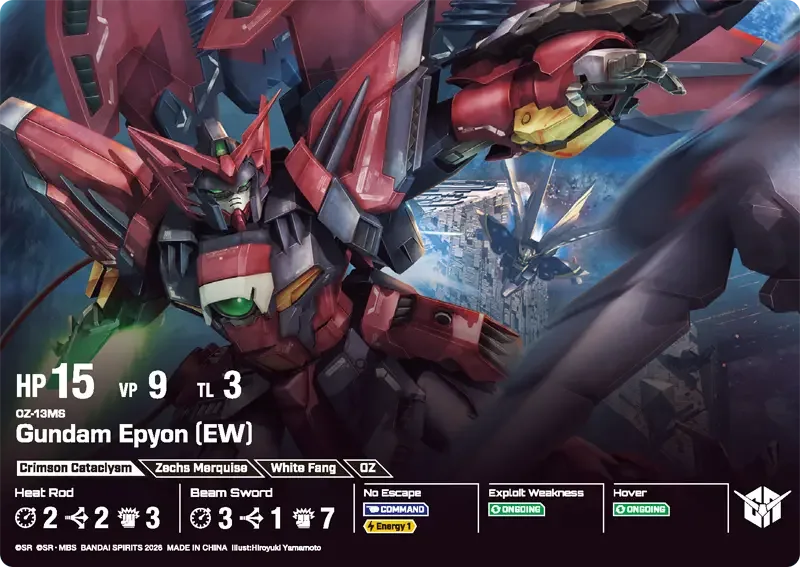 HP 15 VP 9 TL 3
OZ-13MS
Gundam Epyon (EW)
Crimson Cataclysm Zechs Merquise White Fang OZ
Heat Rod
2 2 3
Beam Sword
3 1 7
No Escape
COMMAND
Energy 1
Exploit Weakness
ONGOING
Hover
ONGOING
©SR ©SR・MBS BANDAI SPIRITS 2026 MADE IN CHINA Illust:Hiroyuki Yamamoto